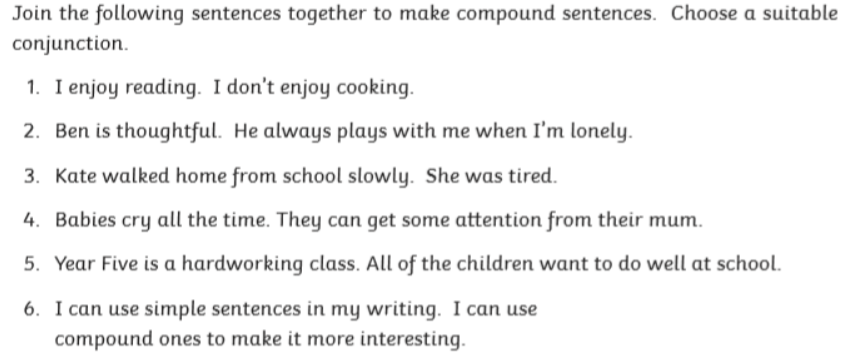 Join the following sentences together to make compound sentences. Choose a suitable
conjunction.
1. I enjoy reading. I don't enjoy cooking.
2. Ben is thoughtful. He always plays with me when I'm lonely.
3. Kate walked home from school slowly. She was tired.
4. Babies cry all the time. They can get some attention from their mum.
5. Year Five is a hardworking class. All of the children want to do well at school.
6. I can use simple sentences in my writing. I can use
compound ones to make it more interesting.